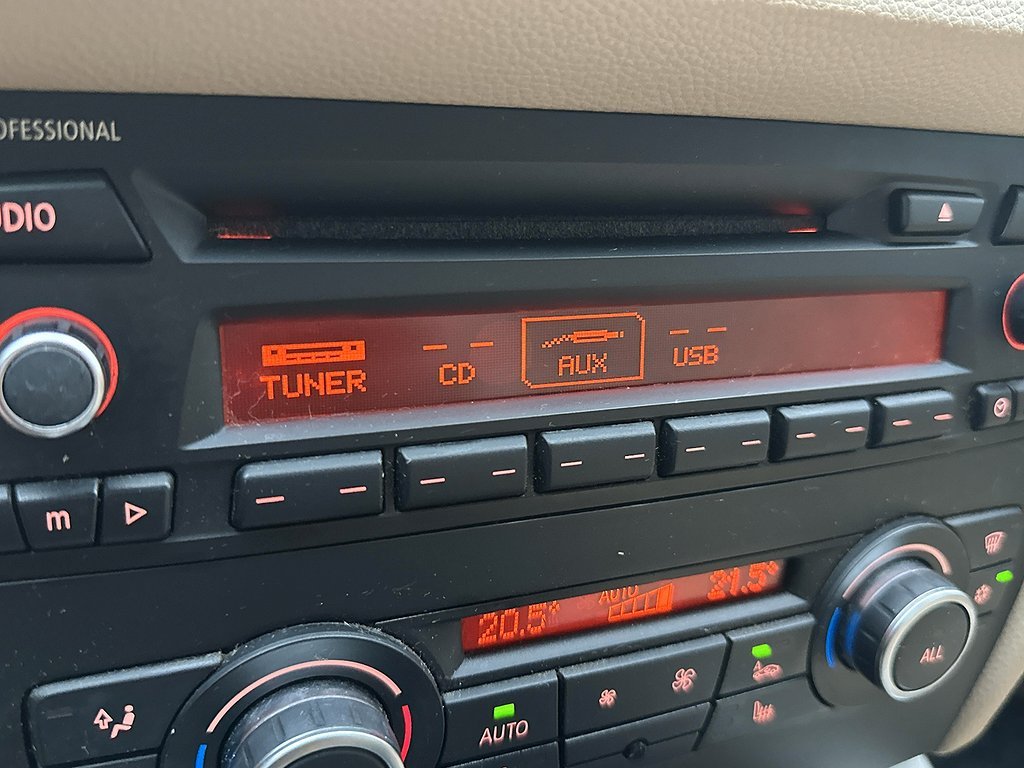 OFESSIONAL
UDIO
TUNER
-- --
CD
AUX
-- --
USB
m
20.5°
AUTO
21.5°
ALL
AUTO
A